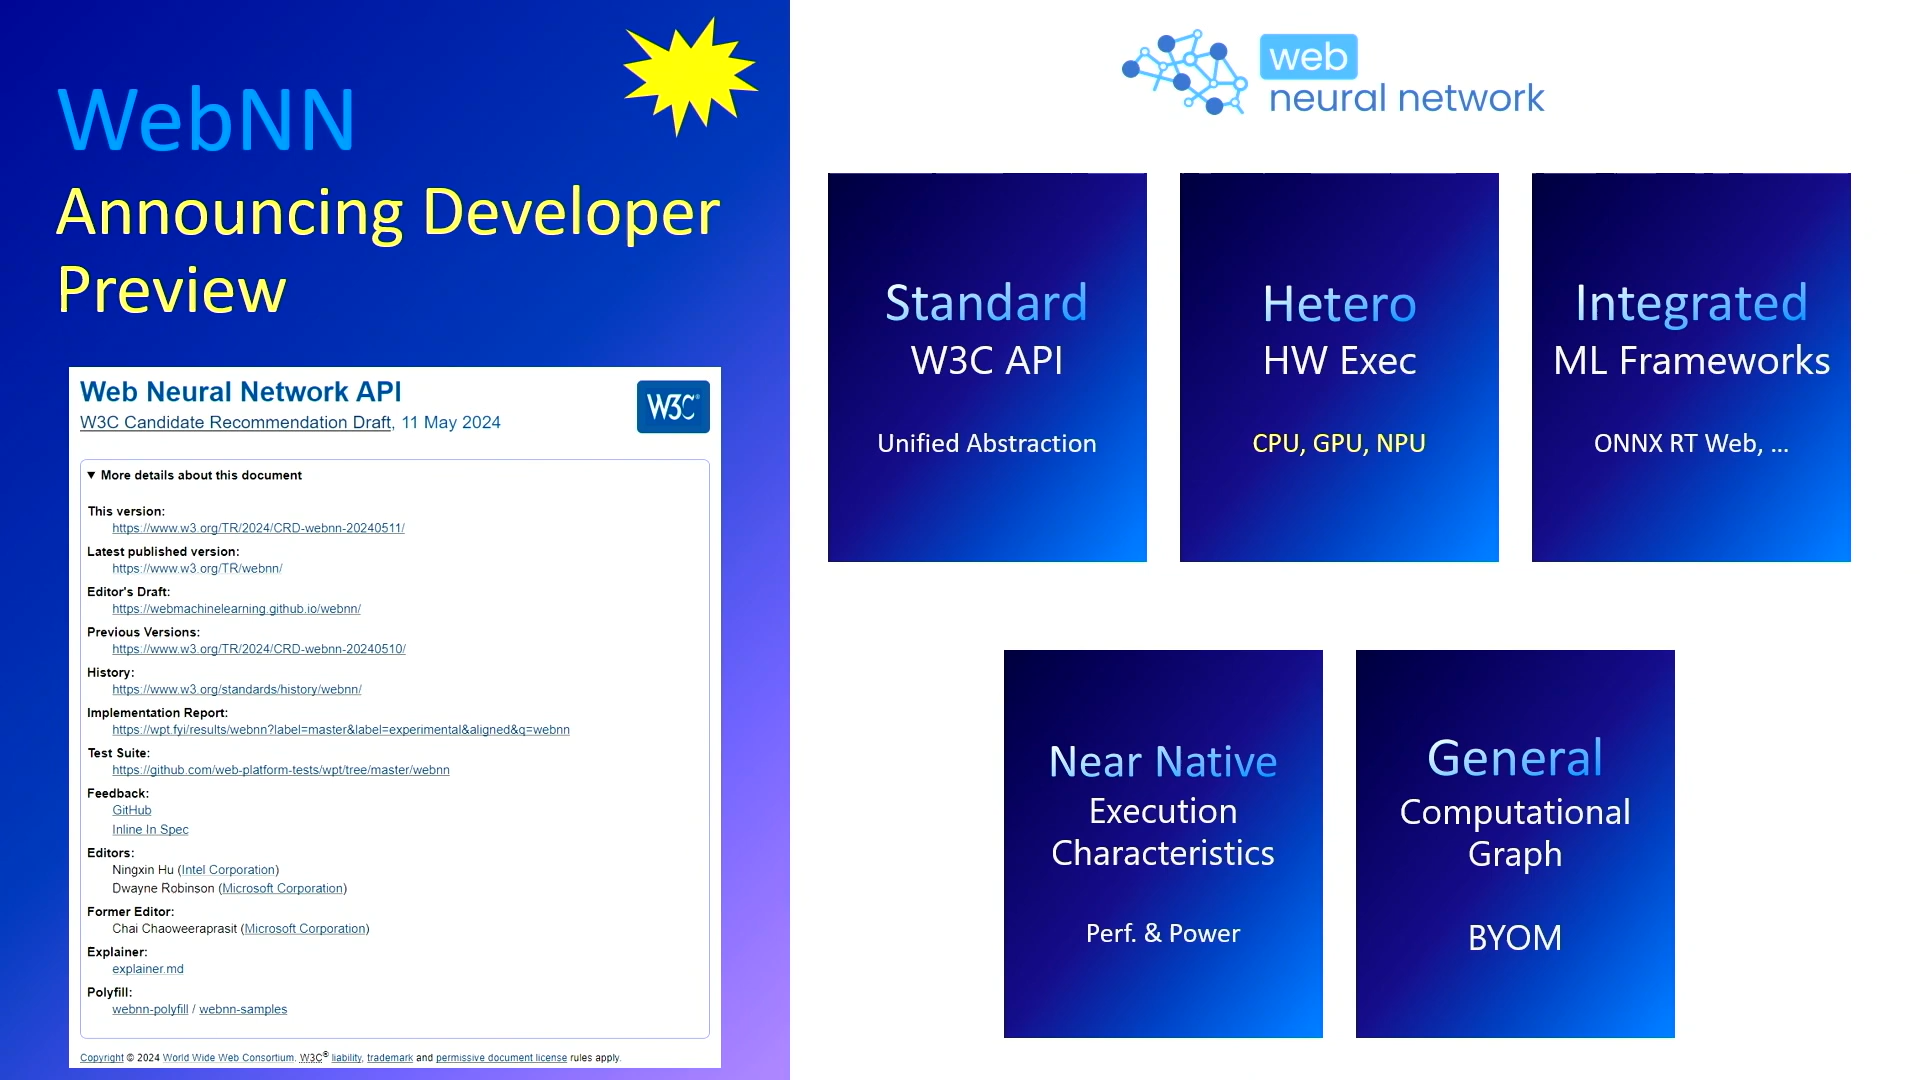 WebNN
Announcing Developer
Preview
Web Neural Network API
W3C Candidate Recommendation Draft, 11 May 2024
W3C®
▼ More details about this document
This version:
https://www.w3.org/TR/2024/CRD-webnn-20240511/
Latest published version:
https://www.w3.org/TR/webnn/
Editor's Draft:
https://webmachinelearning.github.io/webnn/
Previous Versions:
https://www.w3.org/TR/2024/CRD-webnn-20240510/
History:
https://www.w3.org/standards/history/webnn/
Implementation Report:
https://wpt.fyi/results/webnn?label=master&label=experimental&aligned&q=webnn
Test Suite:
https://github.com/web-platform-tests/wpt/tree/master/webnn
Feedback:
GitHub
Inline In Spec
Editors:
Ningxin Hu (Intel Corporation)
Dwayne Robinson (Microsoft Corporation)
Former Editor:
Chai Chaoweeraprasit (Microsoft Corporation)
Explainer:
explainer.md
Polyfill:
webnn-polyfill / webnn-samples
Copyright © 2024 World Wide Web Consortium. W3C® liability, trademark and permissive document license rules apply.
web
neural network
Standard
W3C API
Unified Abstraction
Hetero
HW Exec
CPU, GPU, NPU
Integrated
ML Frameworks
ONNX RT Web, ...
Near Native
Execution
Characteristics
Perf. & Power
General
Computational
Graph
BYOM